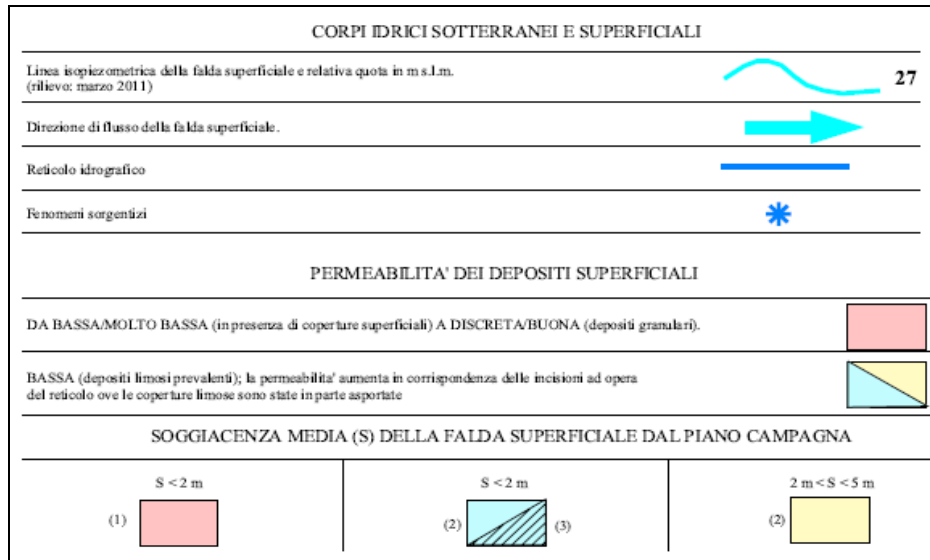 CORPI IDRICI SOTTERRANEI E SUPERFICIALI
Linea isopiezometrica della falda superficiale e relativa quota in m s.l.m.
(rilievo: marzo 2011)
27
Direzione di flusso della falda superficiale.
Reticolo idrografico
Fenomeni sorgentizi
PERMEABILITA' DEI DEPOSITI SUPERFICIALI
DA BASSA/MOLTO BASSA (in presenza di coperture superficiali) A DISCRETA/BUONA (depositi granulari).
BASSA (depositi limosi prevalenti); la permeabilita' aumenta in corrispondenza delle incisioni ad opera
del reticolo ove le coperture limose sono state in parte asportate
SOGGIACENZA MEDIA (S) DELLA FALDA SUPERFICIALE DAL PIANO CAMPAGNA
S < 2 m
(1)
S < 2 m
(2) (3)
2 m < S < 5 m
(2)